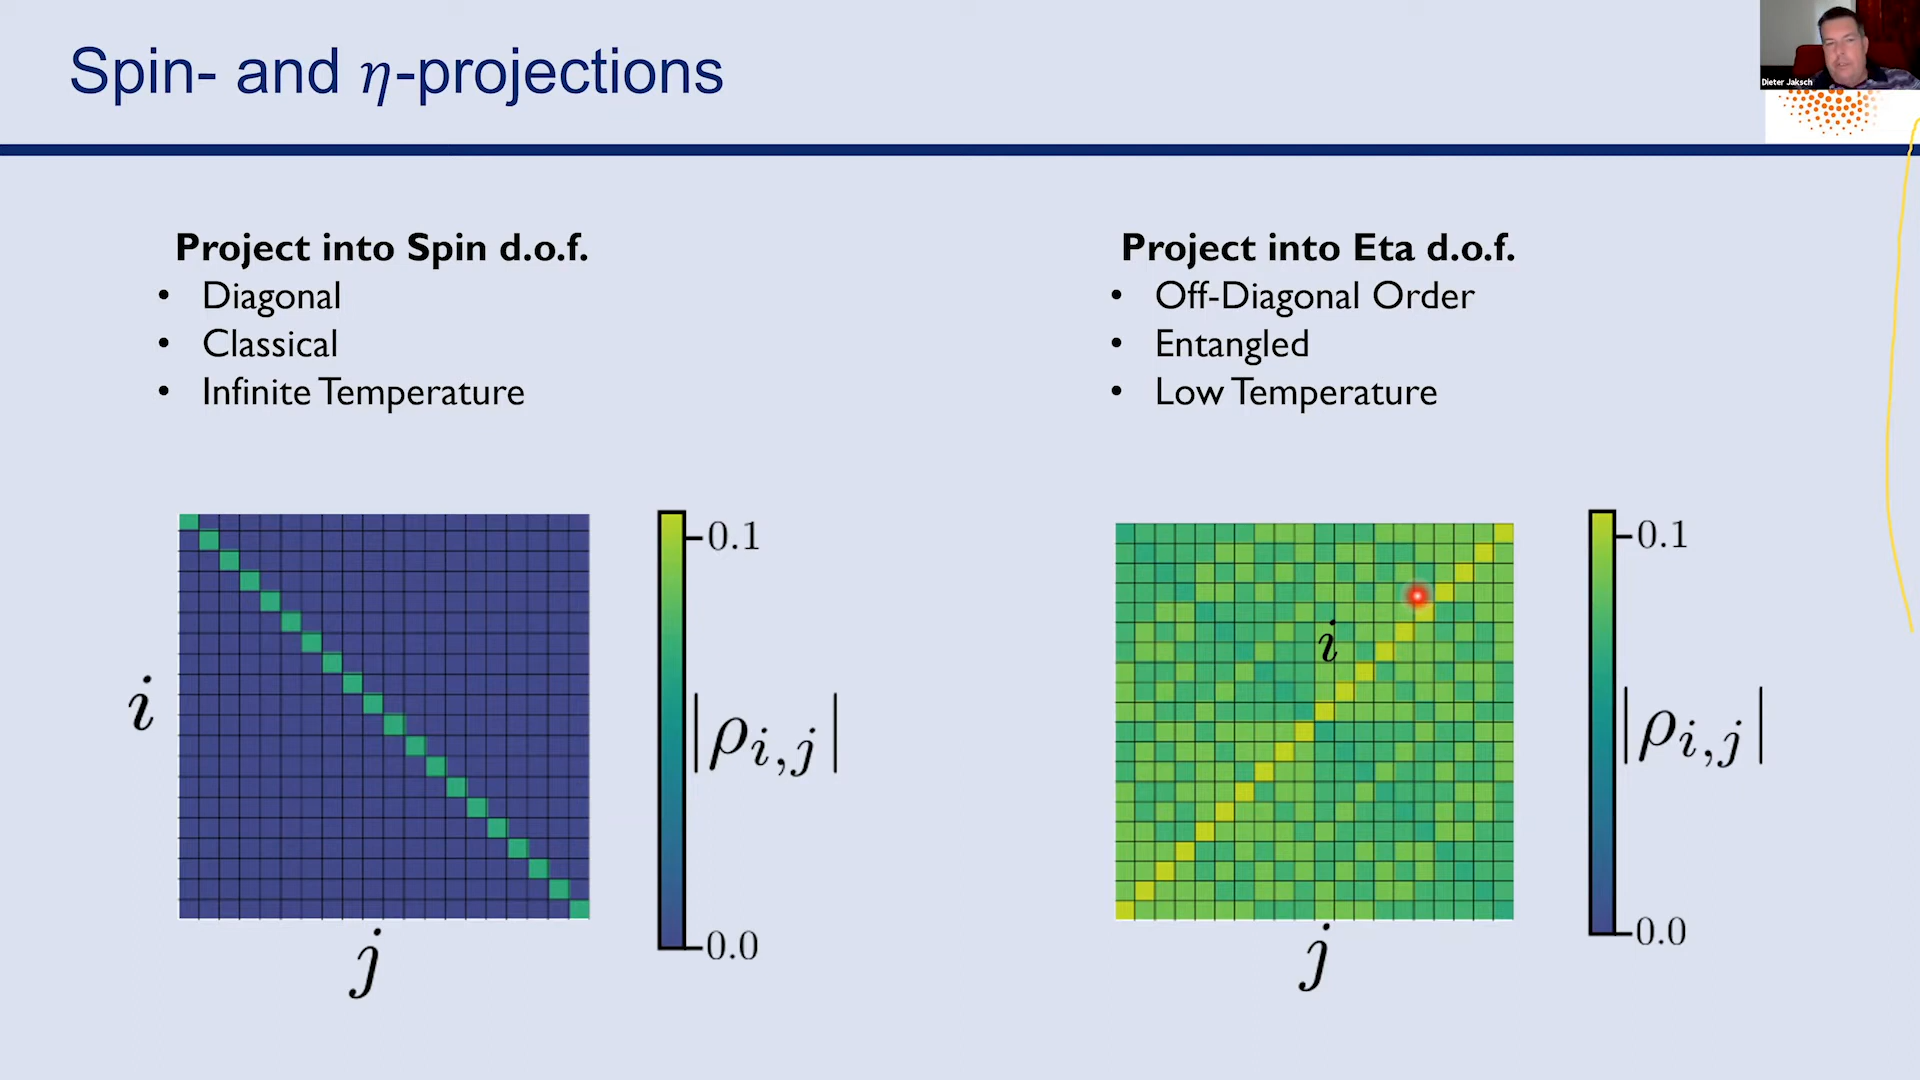 Spin- and η-projections
Dieter Jaksch
Project into Spin d.o.f.
• Diagonal
• Classical
• Infinite Temperature
Project into Eta d.o.f.
• Off-Diagonal Order
• Entangled
• Low Temperature
0.1
i
|ρi,j|
0.0
j
0.1
i
|ρi,j|
0.0
j